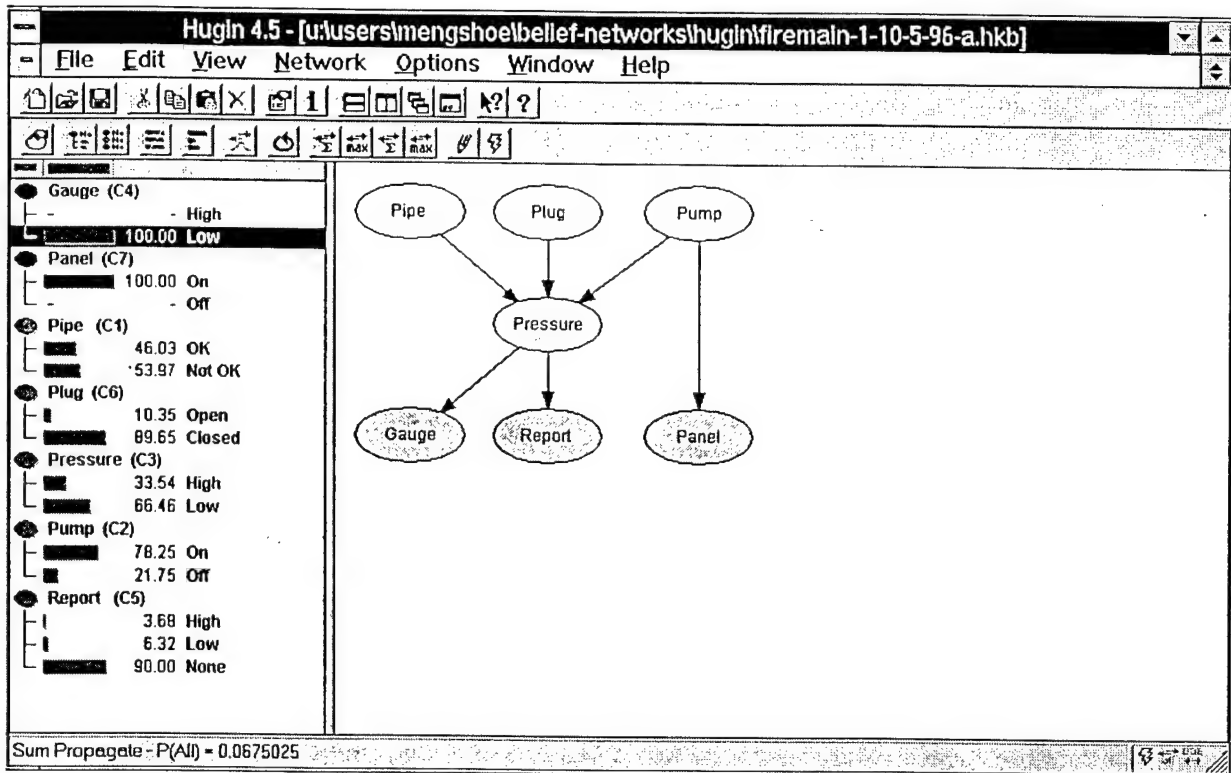 Hugin 4.5 - [u:\users\mengshoe\belief-networks\hugin\firemain-1-10-5-96-a.hkb]
File Edit View Network Options Window Help
Gauge (C4)
- - High
100.00 Low
Panel (C7)
100.00 On
- - Off
Pipe (C1)
46.03 OK
53.97 Not OK
Plug (C6)
10.35 Open
89.65 Closed
Pressure (C3)
33.54 High
66.46 Low
Pump (C2)
78.25 On
21.75 Off
Report (C5)
3.68 High
6.32 Low
90.00 None
Pipe Plug Pump
Pressure
Gauge Report Panel
Sum Propagate - P(All) = 0.0675025